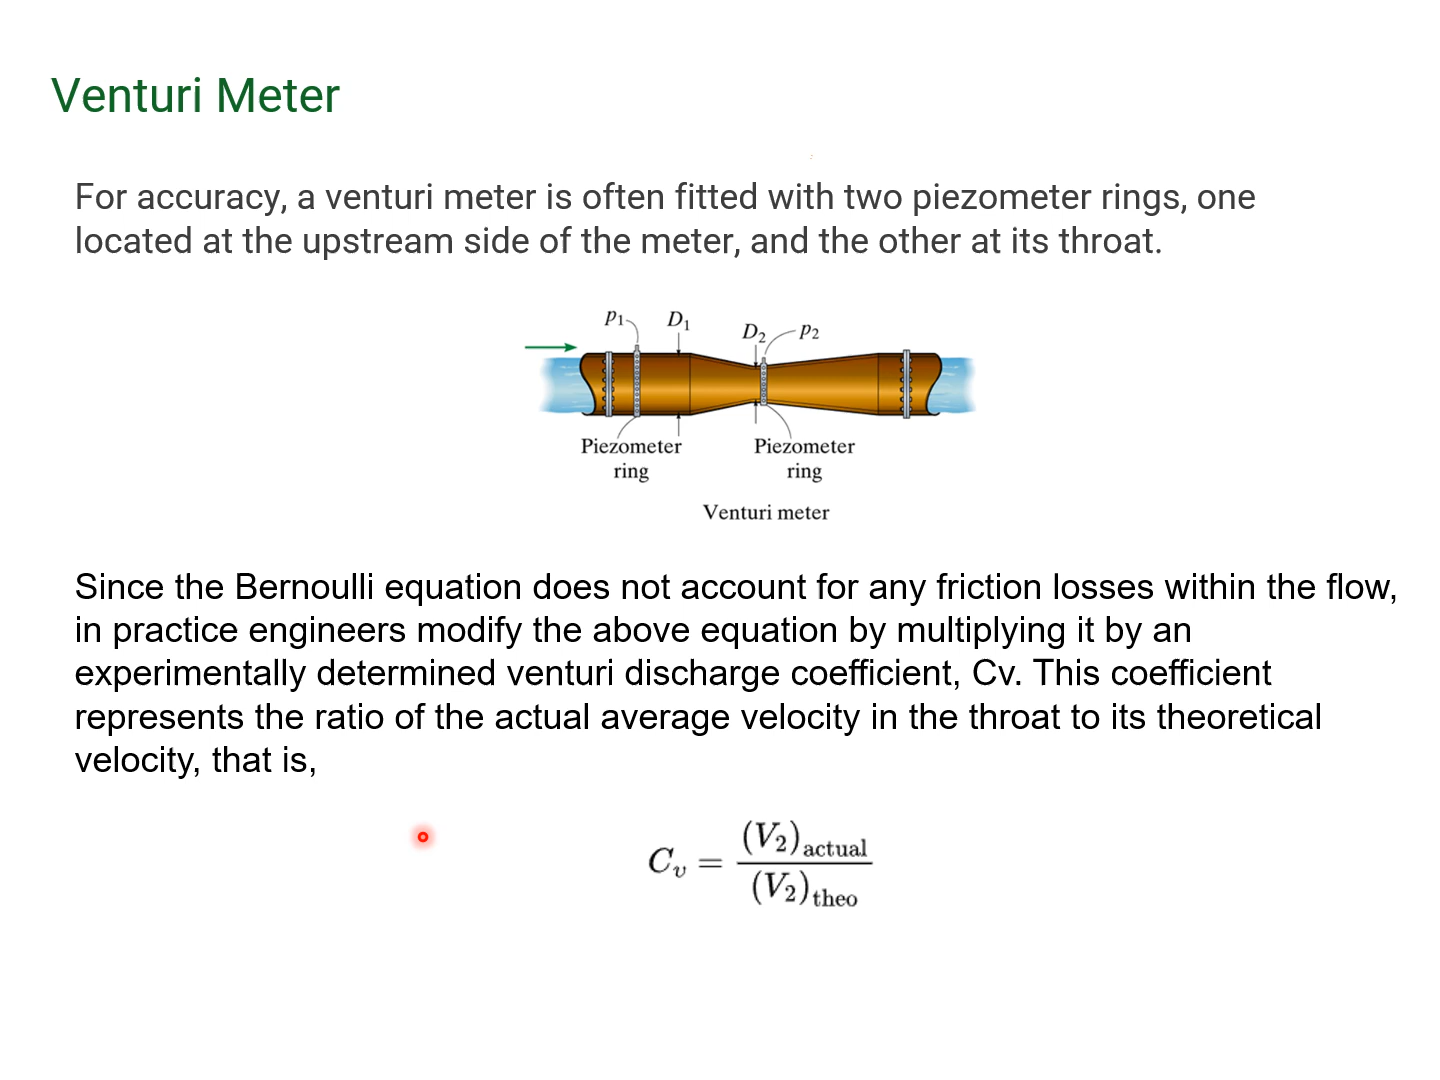 Venturi Meter
For accuracy, a venturi meter is often fitted with two piezometer rings, one
located at the upstream side of the meter, and the other at its throat.
p₁ D₁ D₂ p₂
Piezometer ring
Piezometer ring
Venturi meter
Since the Bernoulli equation does not account for any friction losses within the flow,
in practice engineers modify the above equation by multiplying it by an
experimentally determined venturi discharge coefficient, Cv. This coefficient
represents the ratio of the actual average velocity in the throat to its theoretical
velocity, that is,
Cᵥ = (V₂)actual / (V₂)theo